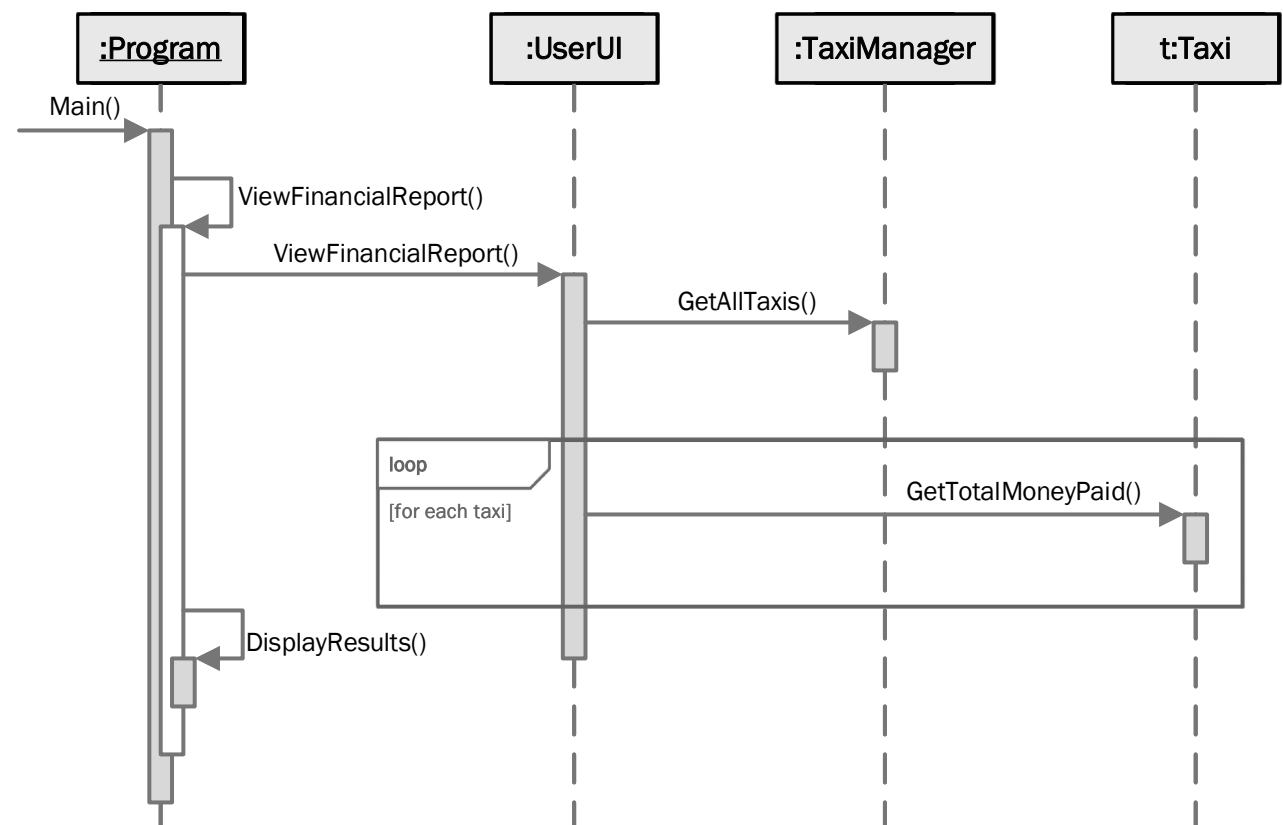 :Program
:UserUI
:TaxiManager
t:Taxi
Main()
ViewFinancialReport()
ViewFinancialReport()
GetAllTaxis()
loop
[for each taxi]
GetTotalMoneyPaid()
DisplayResults()